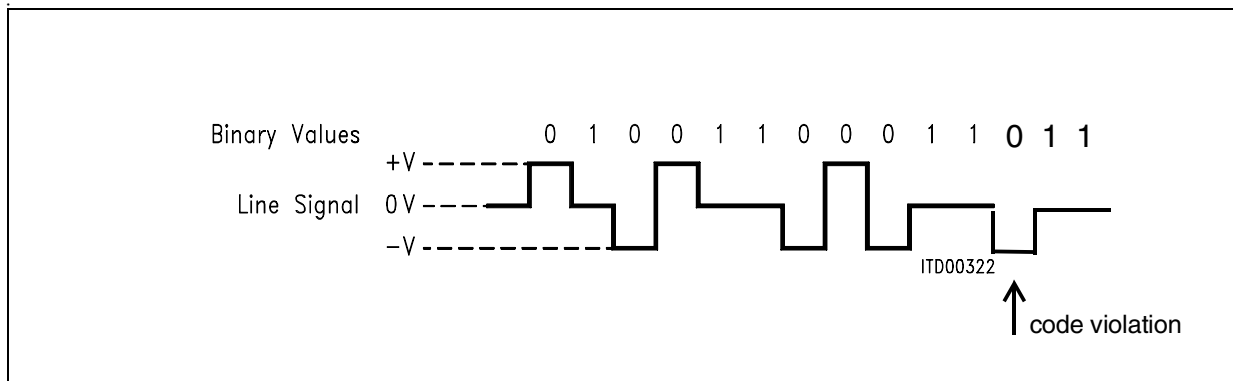 Binary Values 0 1 0 0 1 1 0 0 0 1 1 0 1 1
+V
Line Signal 0V
-V
ITD00322
code violation